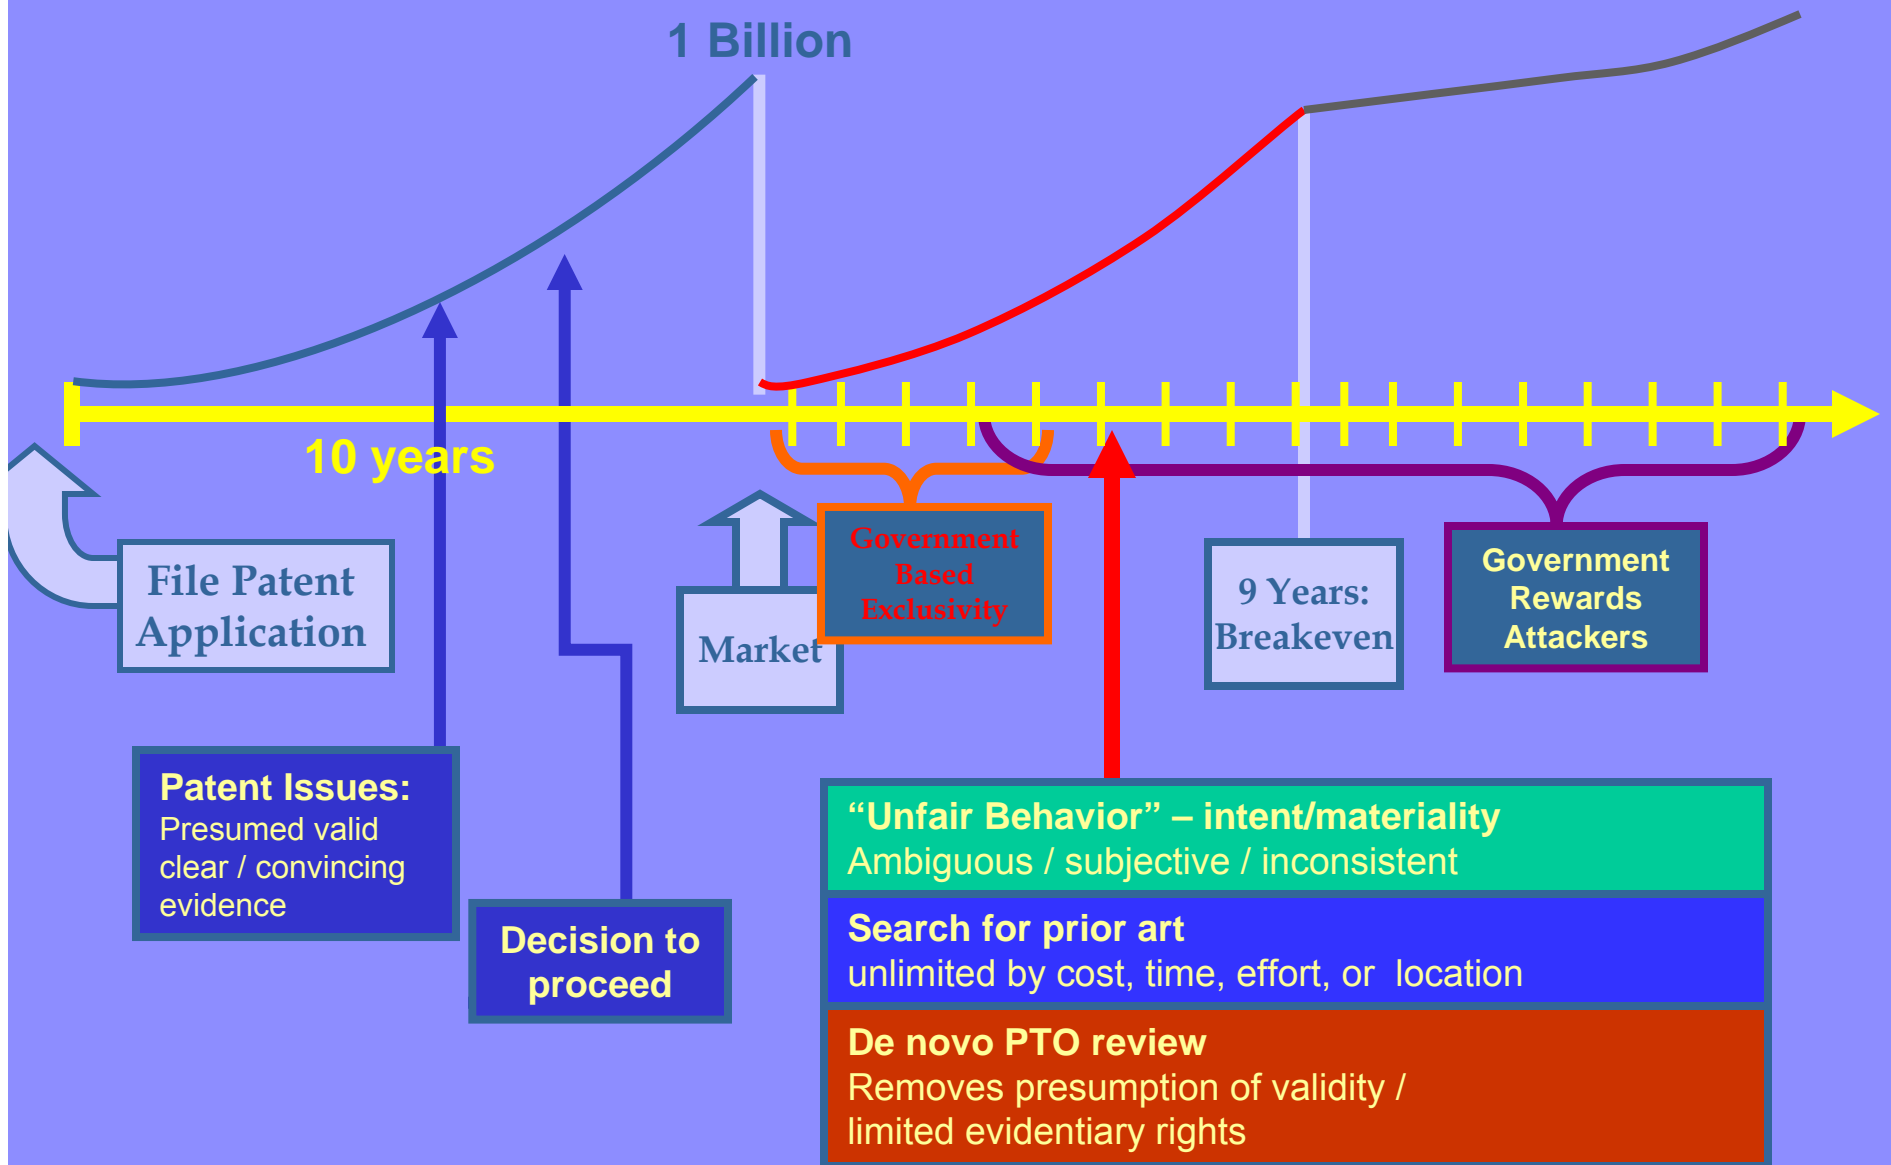 1 Billion
10 years
File Patent
Application
Market
Government
Based
Exclusivity
9 Years:
Breakeven
Government
Rewards
Attackers
Patent Issues:
Presumed valid
clear / convincing
evidence
Decision to
proceed
“Unfair Behavior” – intent/materiality
Ambiguous / subjective / inconsistent
Search for prior art
unlimited by cost, time, effort, or location
De novo PTO review
Removes presumption of validity /
limited evidentiary rights